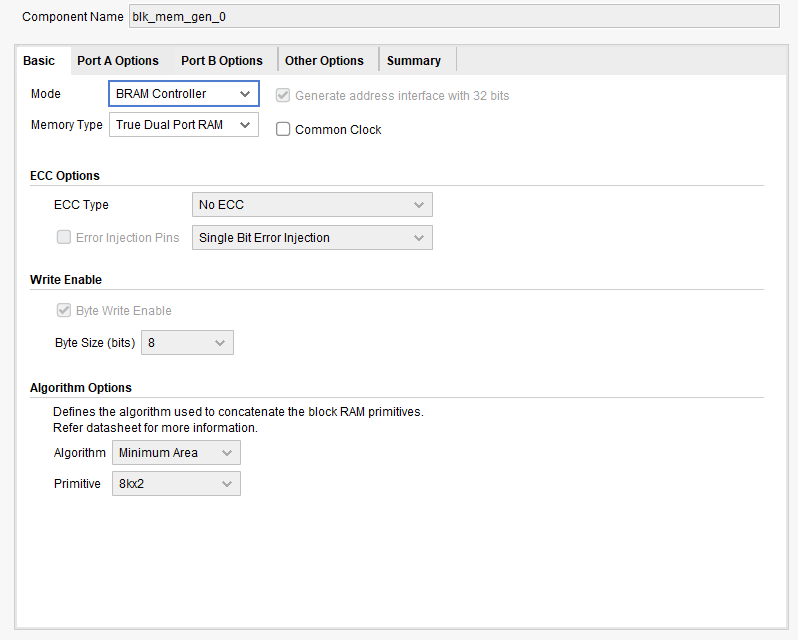 Component Name blk_mem_gen_0
Basic Port A Options Port B Options Other Options Summary
Mode BRAM Controller Generate address interface with 32 bits
Memory Type True Dual Port RAM Common Clock
ECC Options
ECC Type No ECC
Error Injection Pins Single Bit Error Injection
Write Enable
Byte Write Enable
Byte Size (bits) 8
Algorithm Options
Defines the algorithm used to concatenate the block RAM primitives.
Refer datasheet for more information.
Algorithm Minimum Area
Primitive 8kx2